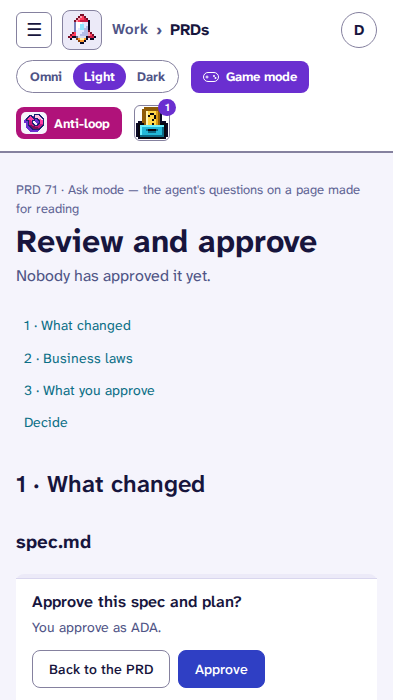 ☰ Work › PRDs D
Omni Light Dark Game mode
Anti-loop 1
PRD 71 · Ask mode — the agent's questions on a page made
for reading
Review and approve
Nobody has approved it yet.
1 · What changed
2 · Business laws
3 · What you approve
Decide
1 · What changed
spec.md
Approve this spec and plan?
You approve as ADA.
Back to the PRD Approve